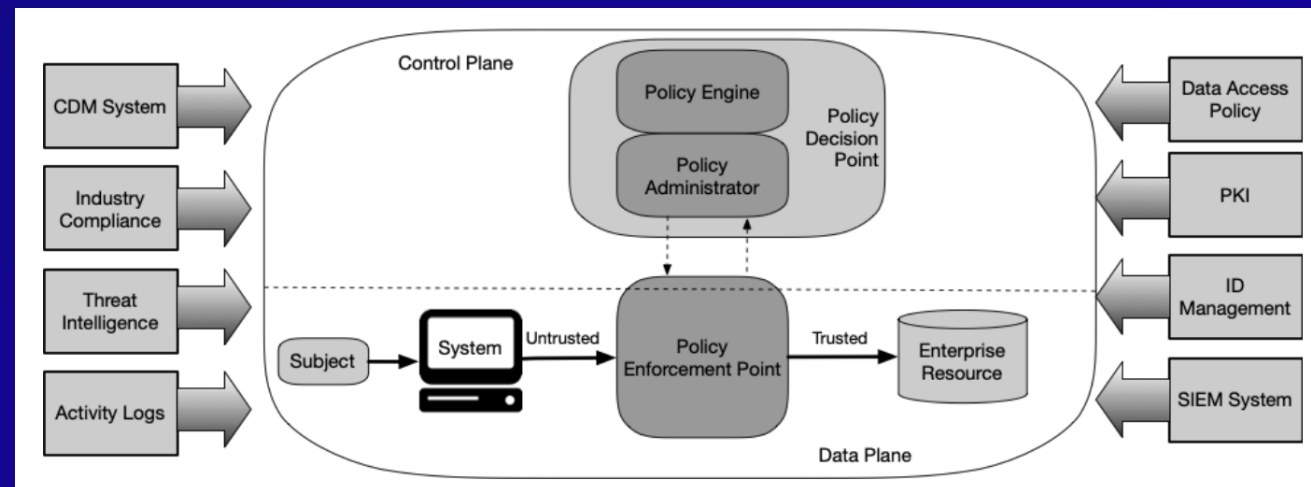 Control Plane
CDM System
Industry
Compliance
Threat
Intelligence
Activity Logs
Policy Engine
Policy
Administrator
Policy
Decision
Point
Subject
System
Untrusted
Policy
Enforcement Point
Trusted
Enterprise
Resource
Data Plane
Data Access
Policy
PKI
ID
Management
SIEM System